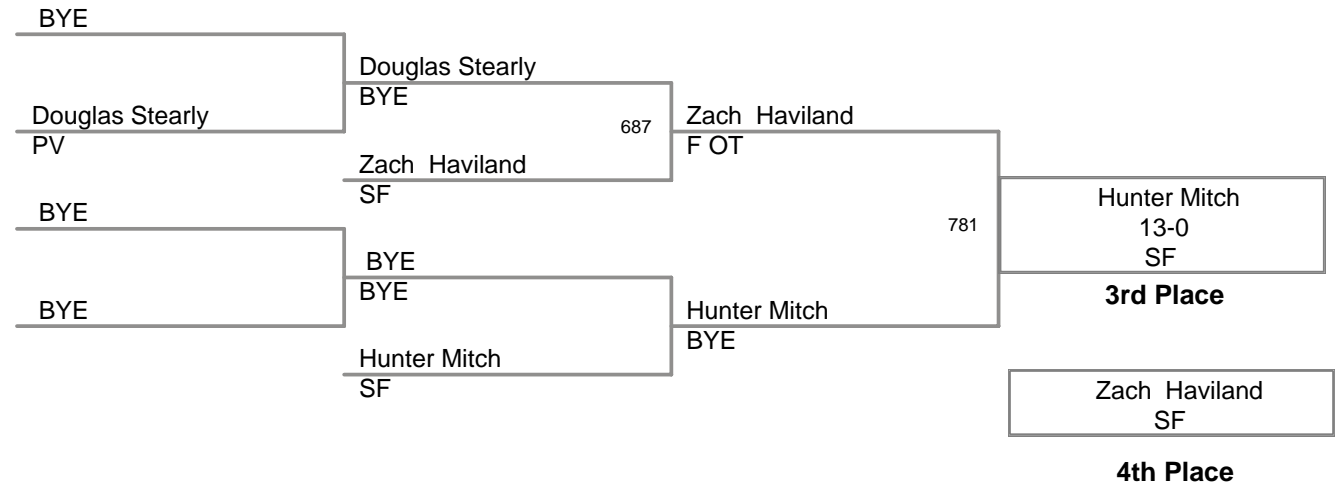 BYE
Douglas Stearly
BYE
Douglas Stearly
PV
687
Zach Haviland
F OT
Zach Haviland
SF
BYE
BYE
BYE
BYE
Hunter Mitch
BYE
Hunter Mitch
SF
781
Hunter Mitch
13-0
SF
3rd Place
Zach Haviland
SF
4th Place